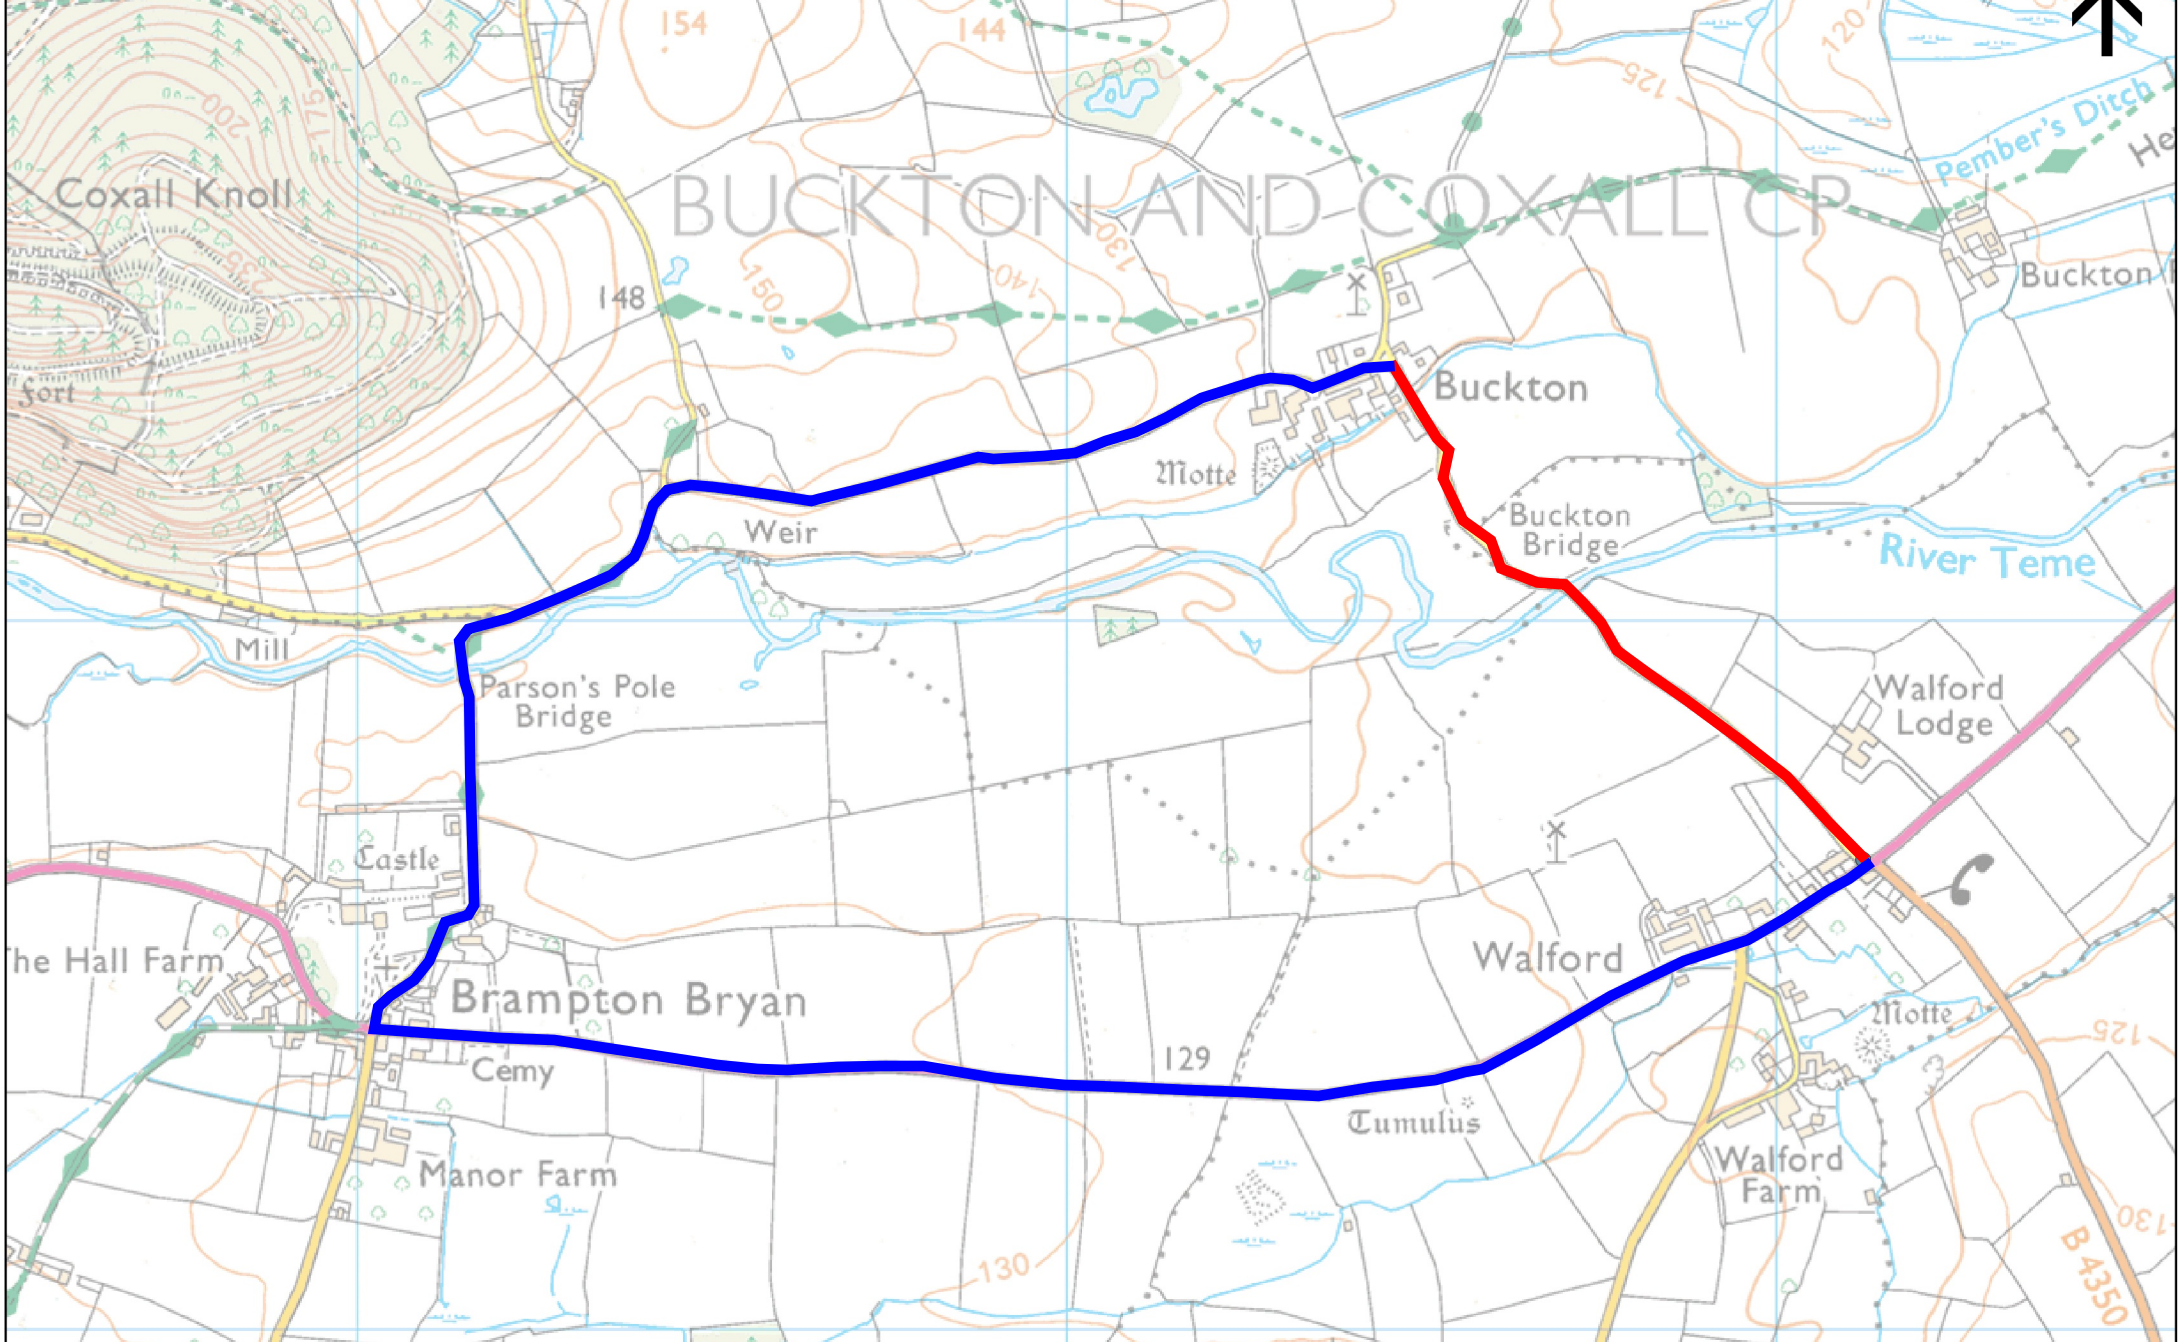 154
144
120
125
Pember's Ditch
He
200
175
Coxall Knoll
BUCKTON AND COXALL CP
235
130
140
150
148
Buckton
fort
Buckton
Motte
Weir
Buckton
Bridge
River Teme
Mill
Parson's Pole
Bridge
Walford
Lodge
Castle
he Hall Farm
Walford
Brampton Bryan
Motte
125
Cemy
129
Tumulus
Manor Farm
Walford
Farm
130
130
B 4350